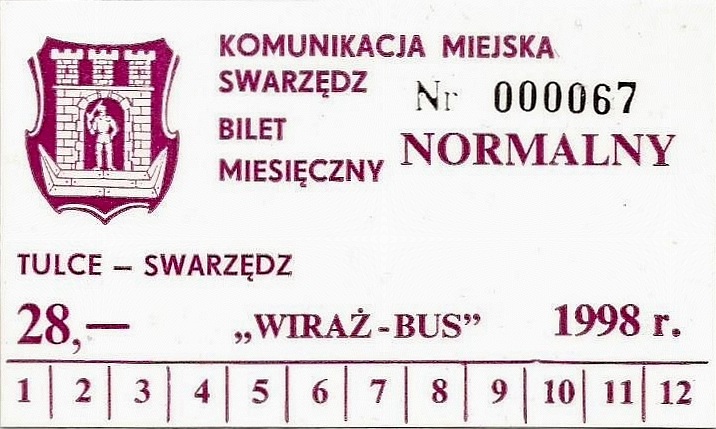 KOMUNIKACJA MIEJSKA
SWARZĘDZ
Nr 000067
BILET
MIESIĘCZNY
NORMALNY
TULCE – SWARZĘDZ
28,— „WIRAŻ-BUS” 1998 r.
1 2 3 4 5 6 7 8 9 10 11 12